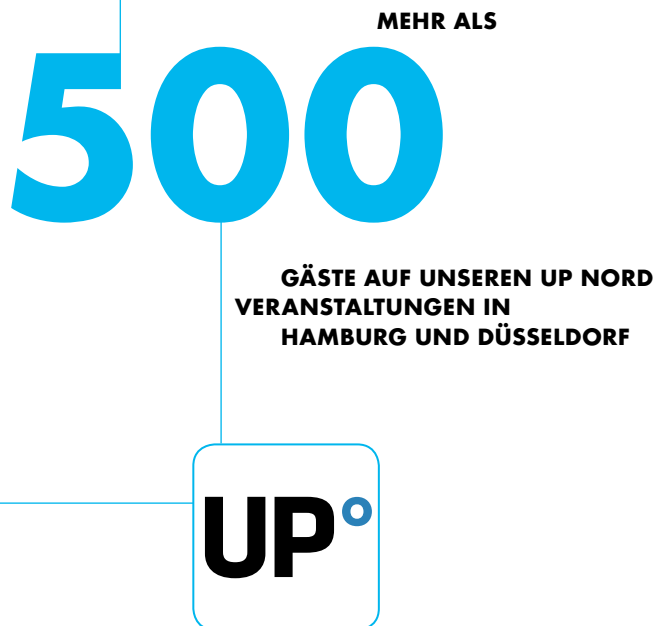 MEHR ALS
500
GÄSTE AUF UNSEREN UP NORD
VERANSTALTUNGEN IN
HAMBURG UND DÜSSELDORF
UP°